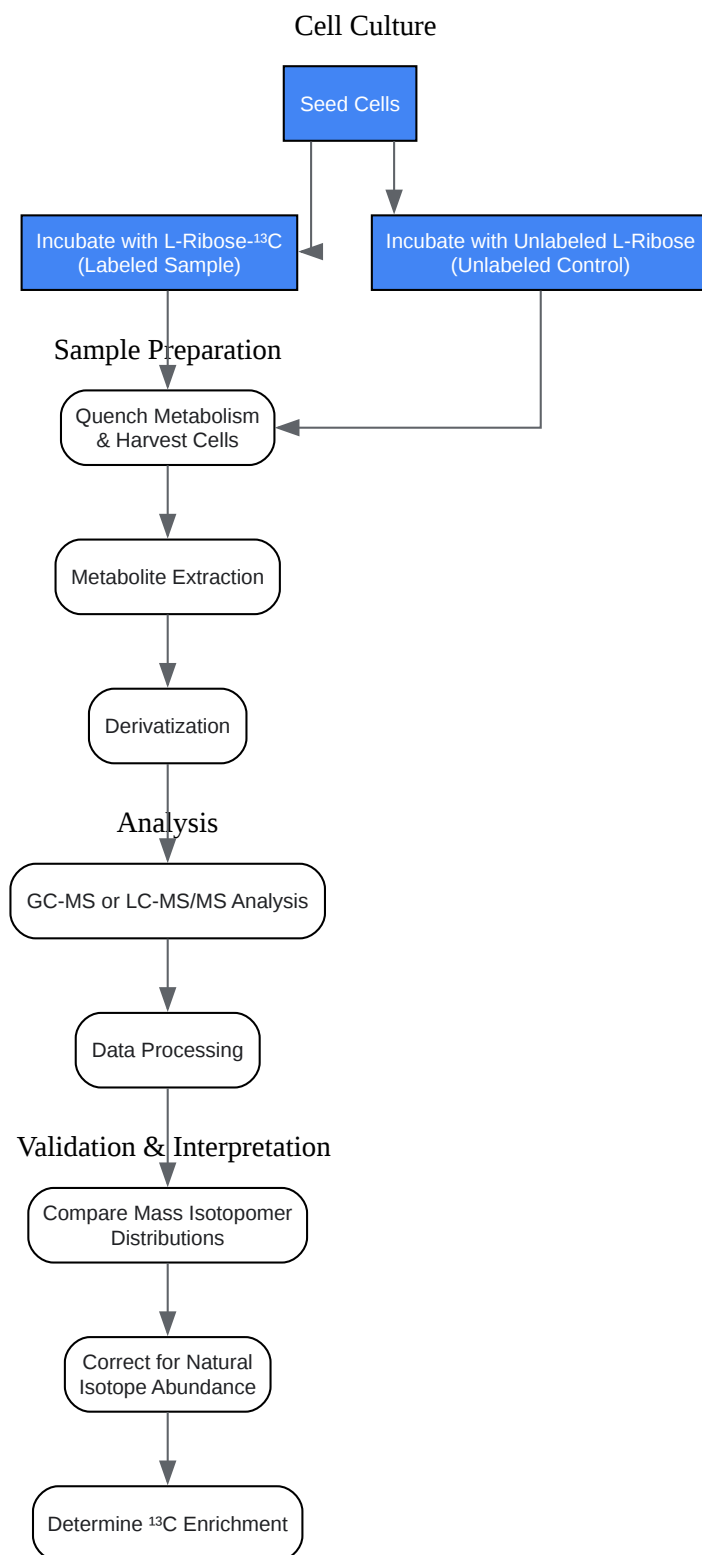 Cell Culture
Seed Cells
Incubate with L-Ribose-¹³C
(Labeled Sample)
Incubate with Unlabeled L-Ribose
(Unlabeled Control)
Sample Preparation
Quench Metabolism
& Harvest Cells
Metabolite Extraction
Derivatization
Analysis
GC-MS or LC-MS/MS Analysis
Data Processing
Validation & Interpretation
Compare Mass Isotopomer
Distributions
Correct for Natural
Isotope Abundance
Determine ¹³C Enrichment